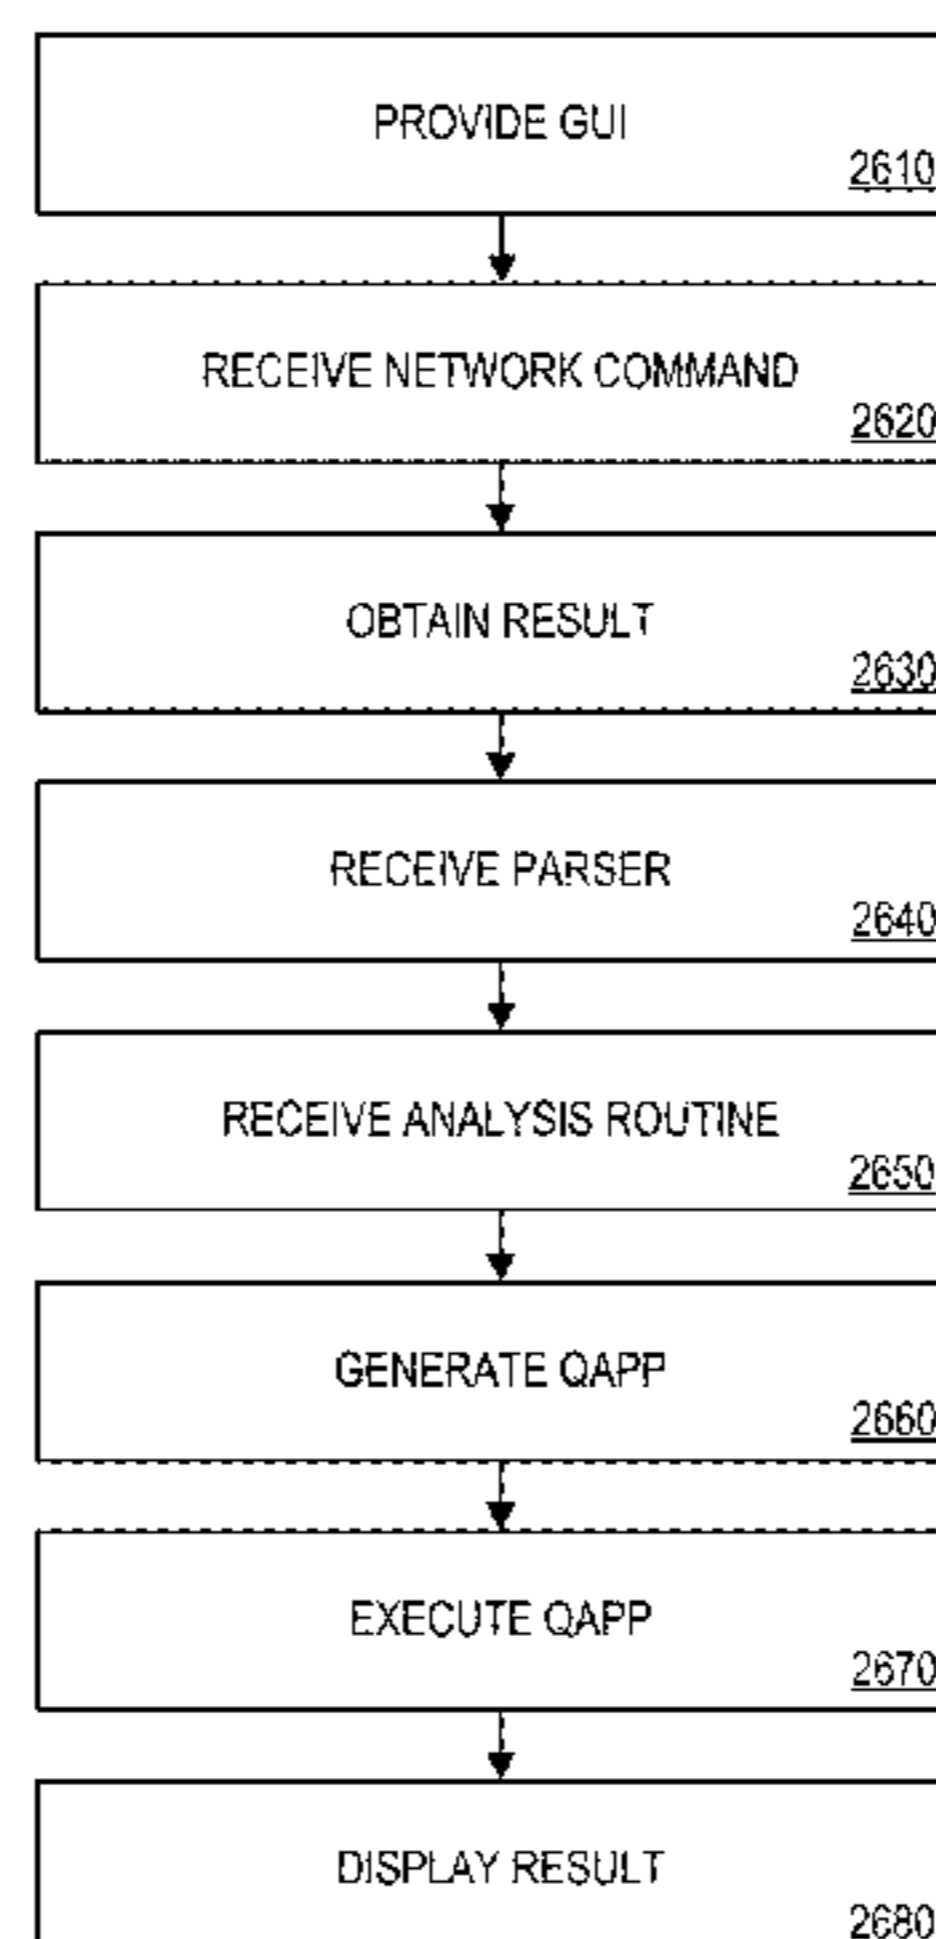 PROVIDE GUI
2610
RECEIVE NETWORK COMMAND
2620
OBTAIN RESULT
2630
RECEIVE PARSER
2640
RECEIVE ANALYSIS ROUTINE
2650
GENERATE QAPP
2660
EXECUTE QAPP
2670
DISPLAY RESULT
2680